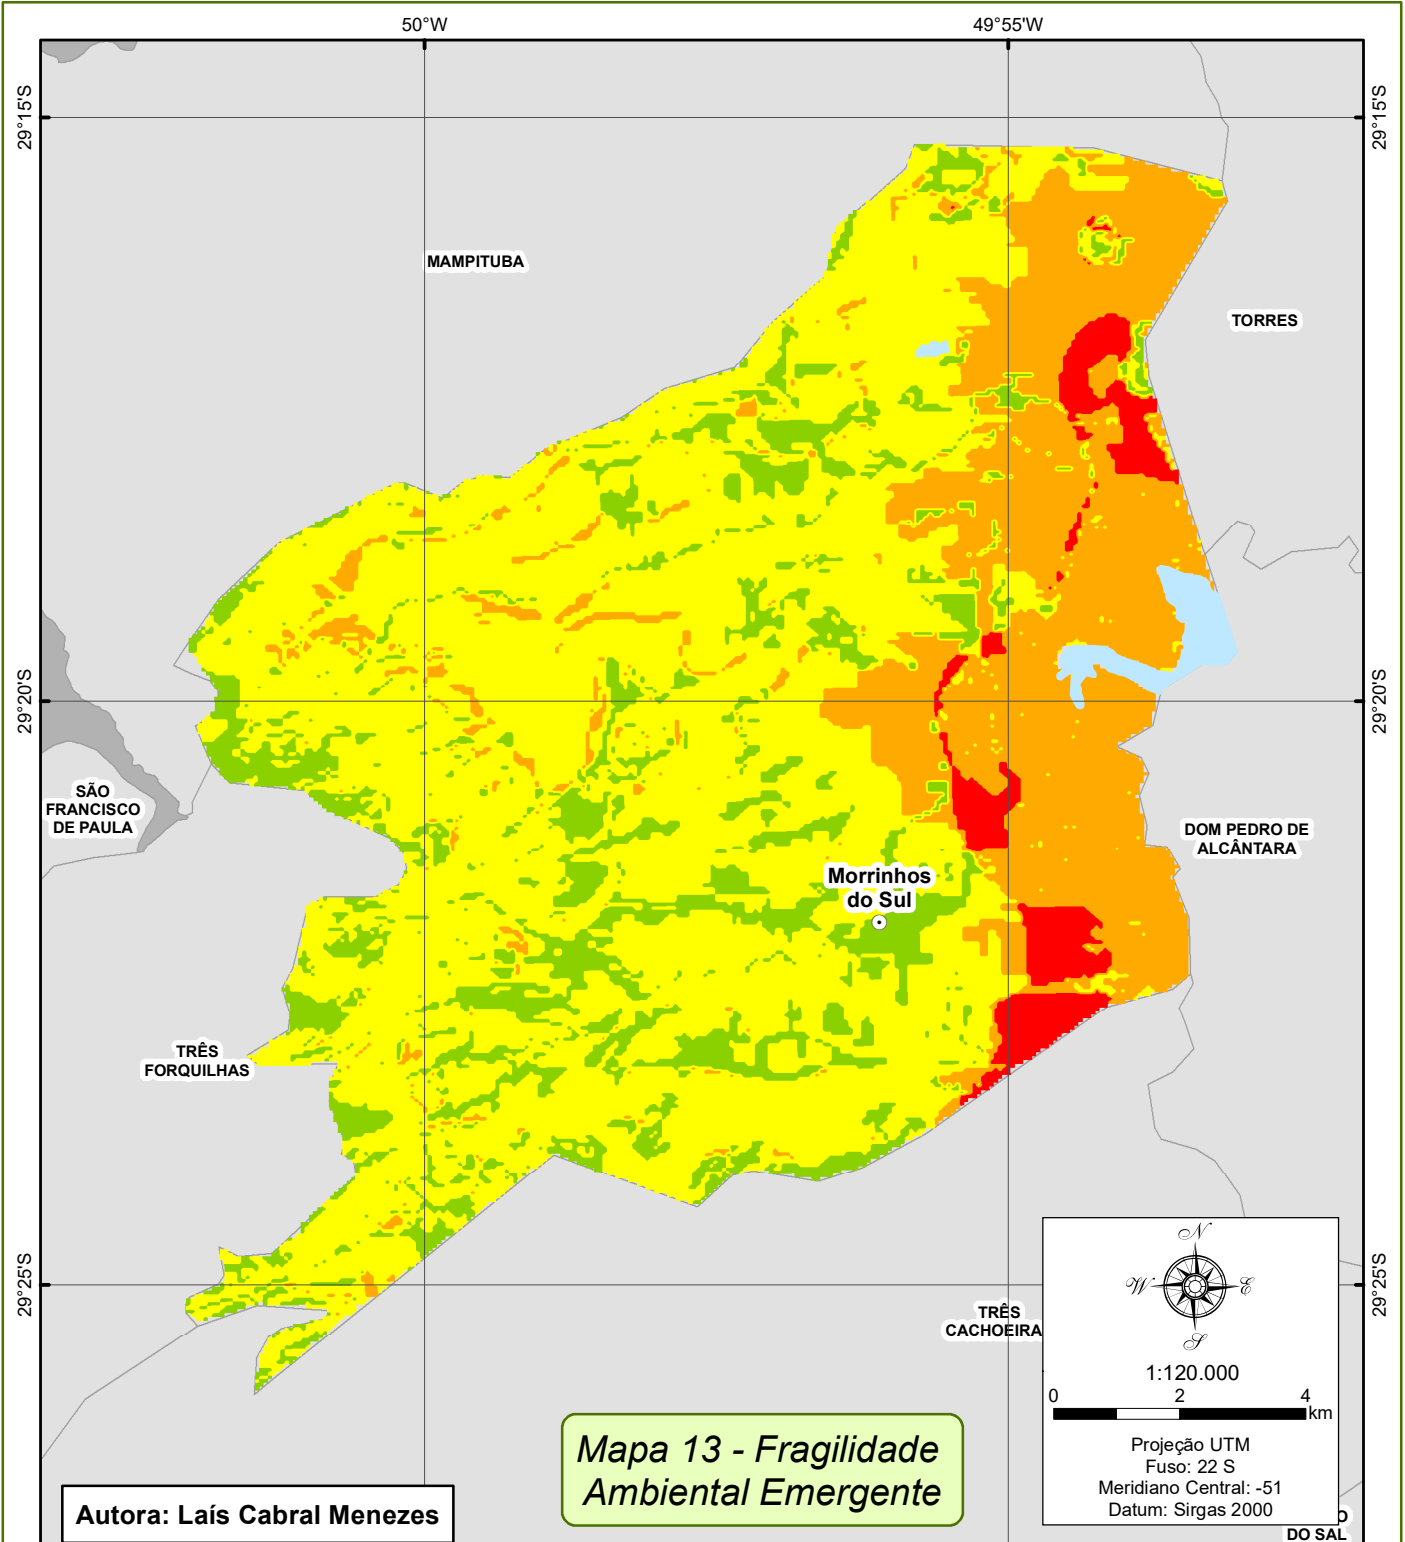 50°W
49°55'W
29°15'S
29°15'S
MAMPITUBA
TORRES
29°20'S
29°20'S
SÃO
FRANCISCO
DE PAULA
DOM PEDRO DE
ALCÂNTARA
Morrinhos
do Sul
TRÊS
FORQUILHAS
29°25'S
29°25'S
TRÊS
CACHOEIRA
N
W
E
S
1:120.000
0
2
4
km
Projeção UTM
Fuso: 22 S
Meridiano Central: -51
Datum: Sirgas 2000
O
DO SAL
Mapa 13 - Fragilidade
Ambiental Emergente
Autora: Laís Cabral Menezes